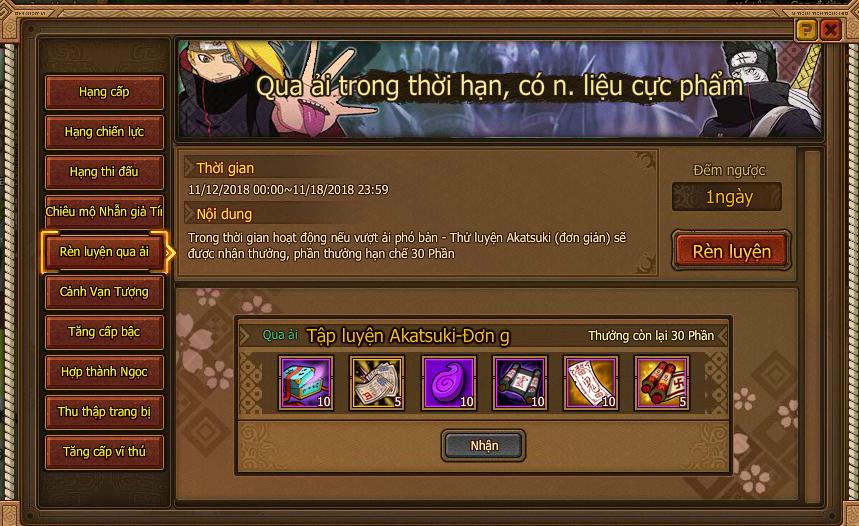 Qua ải trong thời hạn, có n. liệu cực phẩm
Hạng cấp
Hạng chiến lực
Hạng thi đấu
Chiêu mộ Nhẫn giả Tín
Rèn luyện qua ải
Cảnh Vạn Tượng
Tăng cấp bậc
Hợp thành Ngọc
Thu thập trang bị
Tăng cấp vĩ thú
Thời gian
11/12/2018 00:00~11/18/2018 23:59
Nội dung
Trong thời gian hoạt động nếu vượt ải phó bản - Thử luyện Akatsuki (đơn giản) sẽ
được nhận thưởng, phần thưởng hạn chế 30 Phần
Đếm ngược
1ngày
Rèn luyện
Qua ải Tập luyện Akatsuki-Đơn g Thưởng còn lại 30 Phần
10 5 10 10 10 5
Nhận